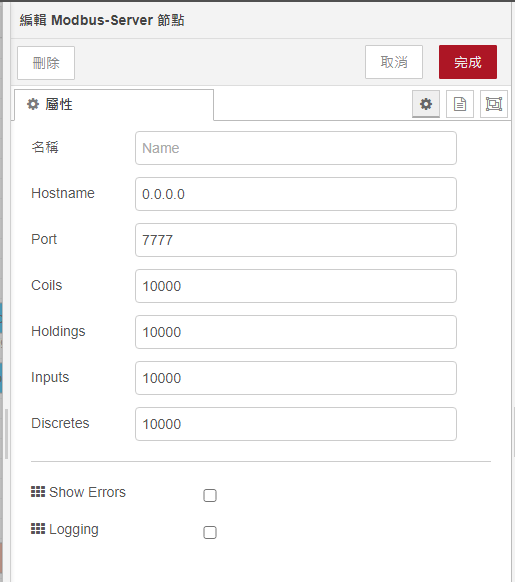 編輯 Modbus-Server 節點
刪除 取消 完成
屬性
名稱 Name
Hostname 0.0.0.0
Port 7777
Coils 10000
Holdings 10000
Inputs 10000
Discretes 10000
Show Errors
Logging